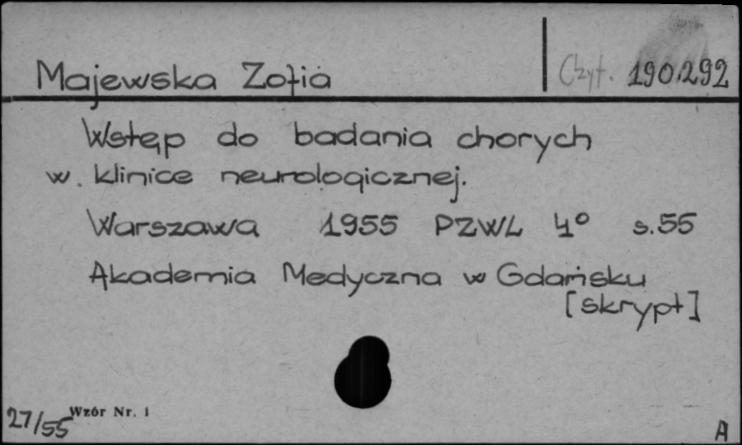 Majewska Zofia Czyt. 190.292
Wstęp do badania chorych
w. klinice neurologicznej.
Warszawa 1955 PZWL 4° s.55
Akademia Medyczna w Gdańsku
[skrypt]
27/55 Wzór Nr. 1
A